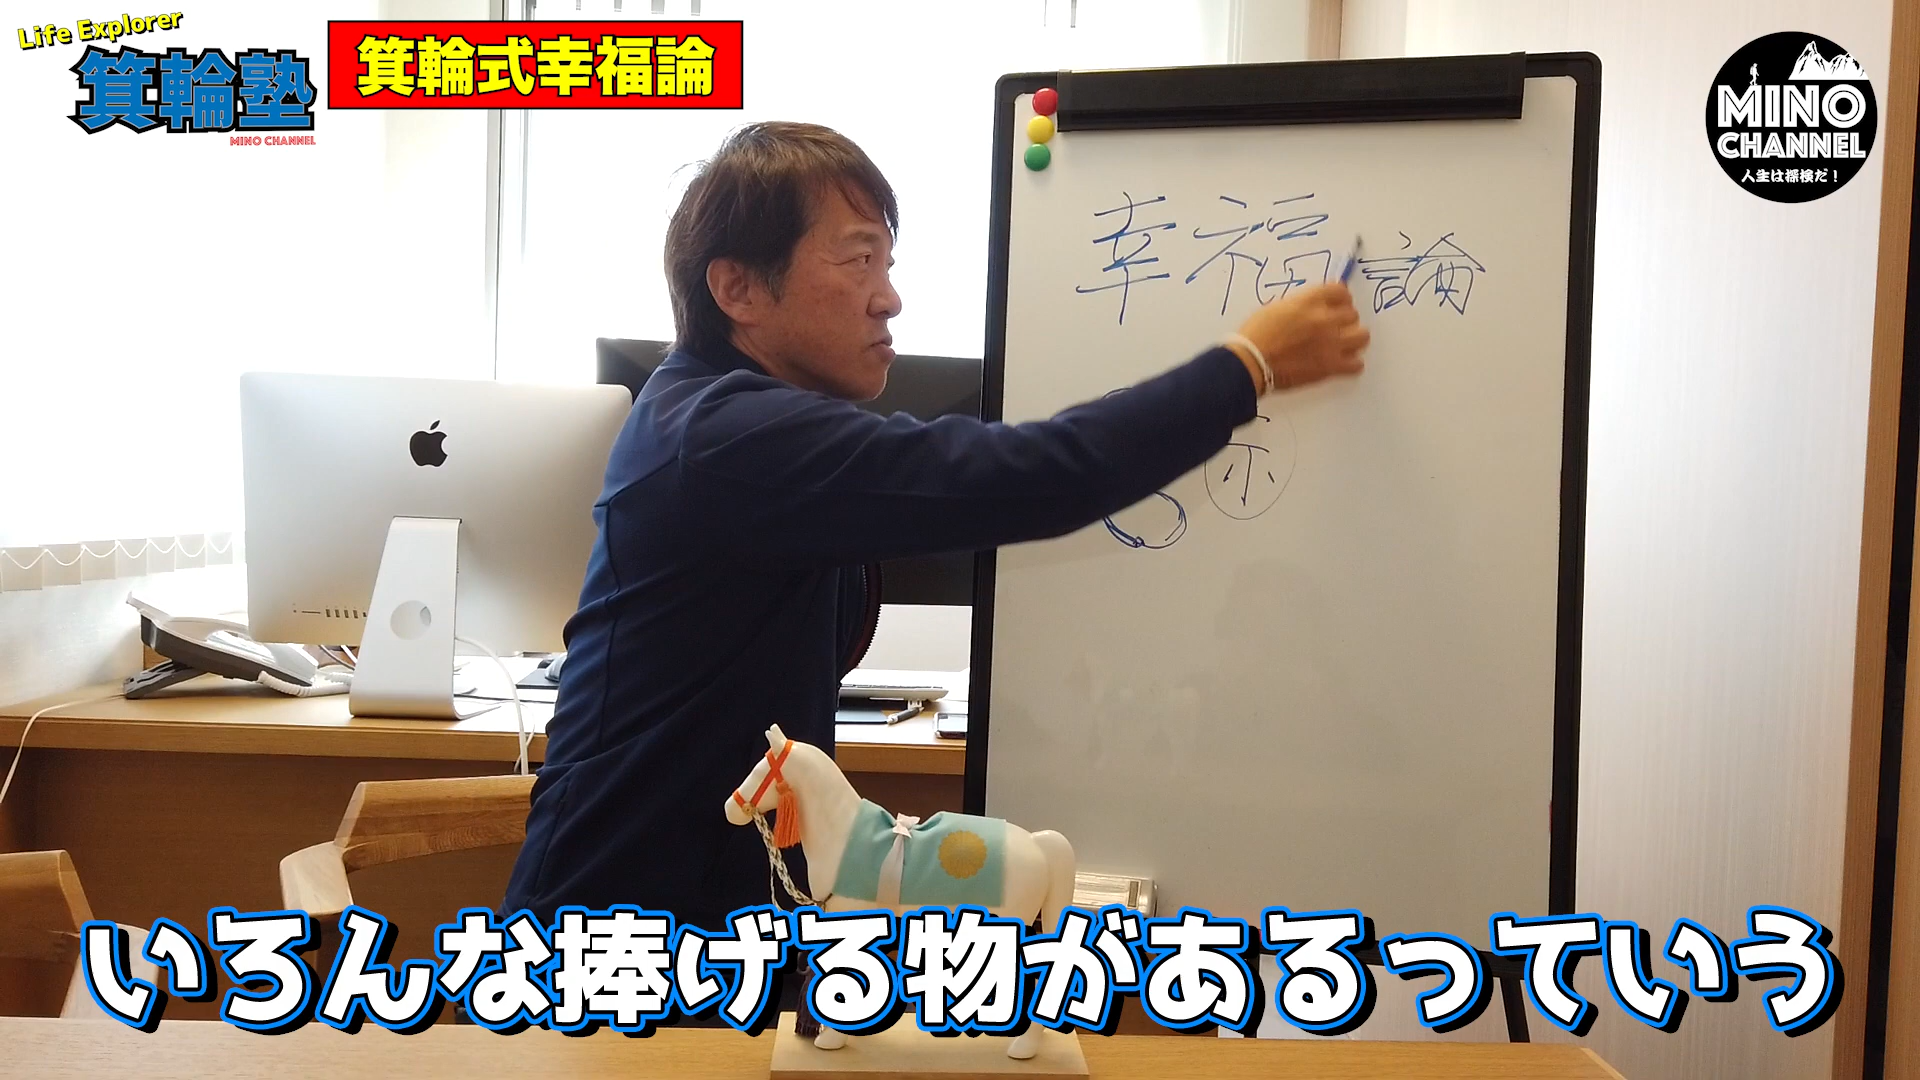 Life Explorer
箕輪塾
MINO CHANNEL
箕輪式幸福論
MINO
CHANNEL
人生は探検だ!
幸福論
示
いろんな捧げる物があるっていう